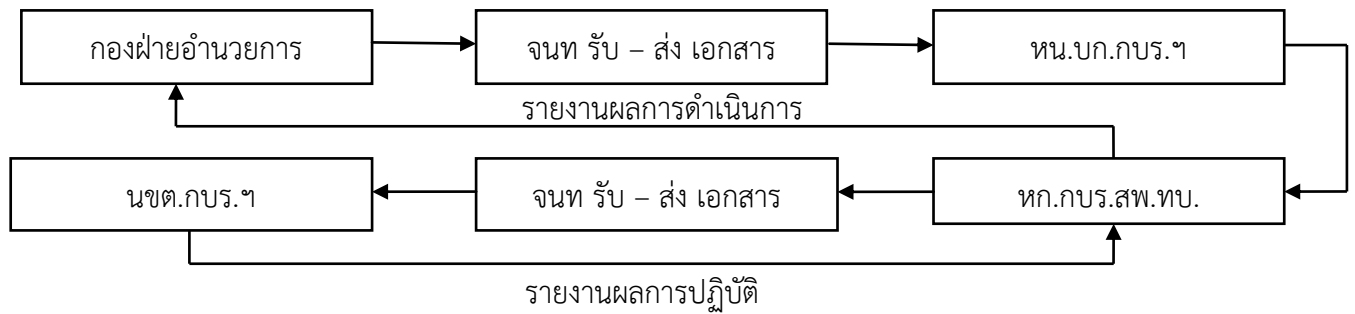 กองฝ่ายอำนวยการ
จนท รับ – ส่ง เอกสาร
หน.บก.กบร.ฯ
รายงานผลการดำเนินการ
นขต.กบร.ฯ
จนท รับ – ส่ง เอกสาร
หก.กบร.สพ.ทบ.
รายงานผลการปฏิบัติ